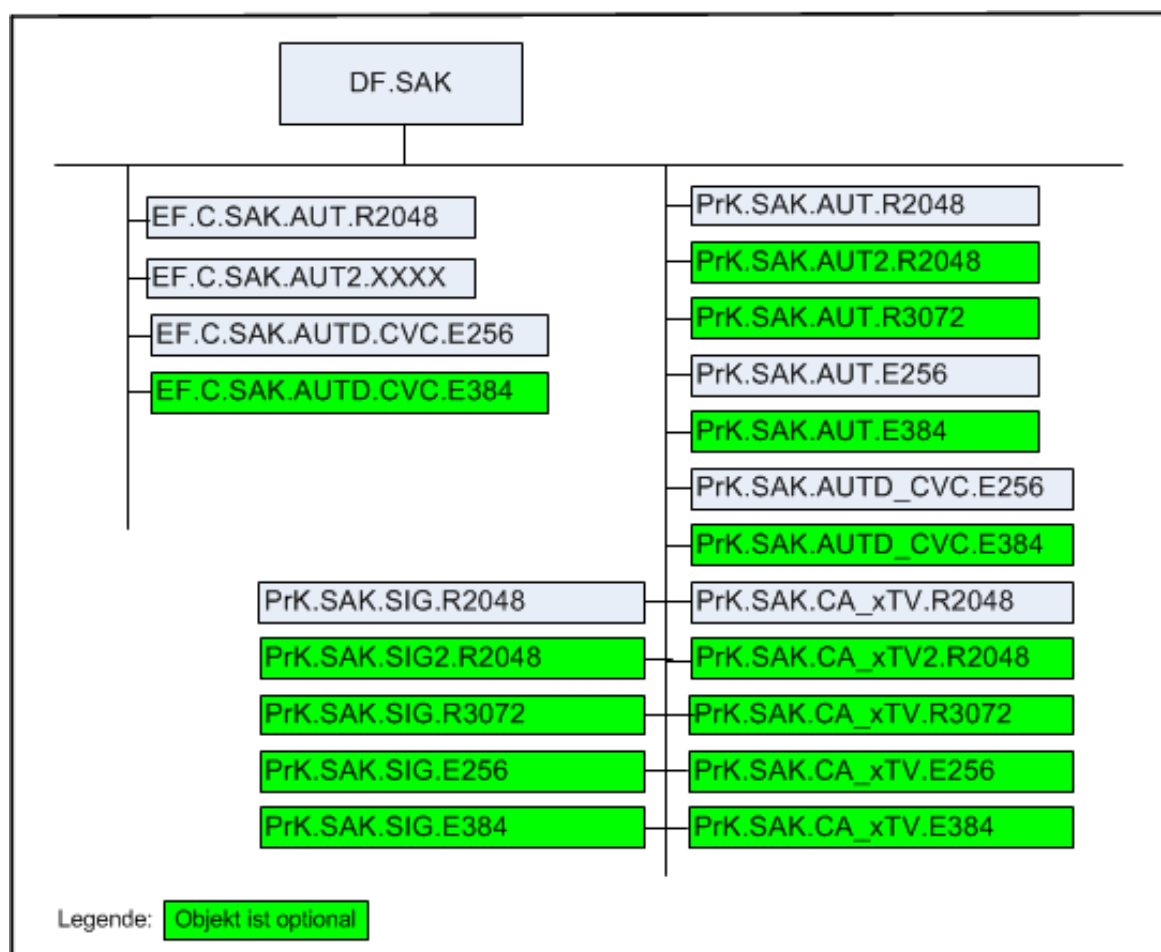 DF.SAK
EF.C.SAK.AUT.R2048
EF.C.SAK.AUT2.XXXX
EF.C.SAK.AUTD.CVC.E256
EF.C.SAK.AUTD.CVC.E384
PrK.SAK.AUT.R2048
PrK.SAK.AUT2.R2048
PrK.SAK.AUT.R3072
PrK.SAK.AUT.E256
PrK.SAK.AUT.E384
PrK.SAK.AUTD_CVC.E256
PrK.SAK.AUTD_CVC.E384
PrK.SAK.SIG.R2048
PrK.SAK.CA_xTV.R2048
PrK.SAK.SIG2.R2048
PrK.SAK.CA_xTV2.R2048
PrK.SAK.SIG.R3072
PrK.SAK.CA_xTV.R3072
PrK.SAK.SIG.E256
PrK.SAK.CA_xTV.E256
PrK.SAK.SIG.E384
PrK.SAK.CA_xTV.E384
Legende: Objekt ist optional